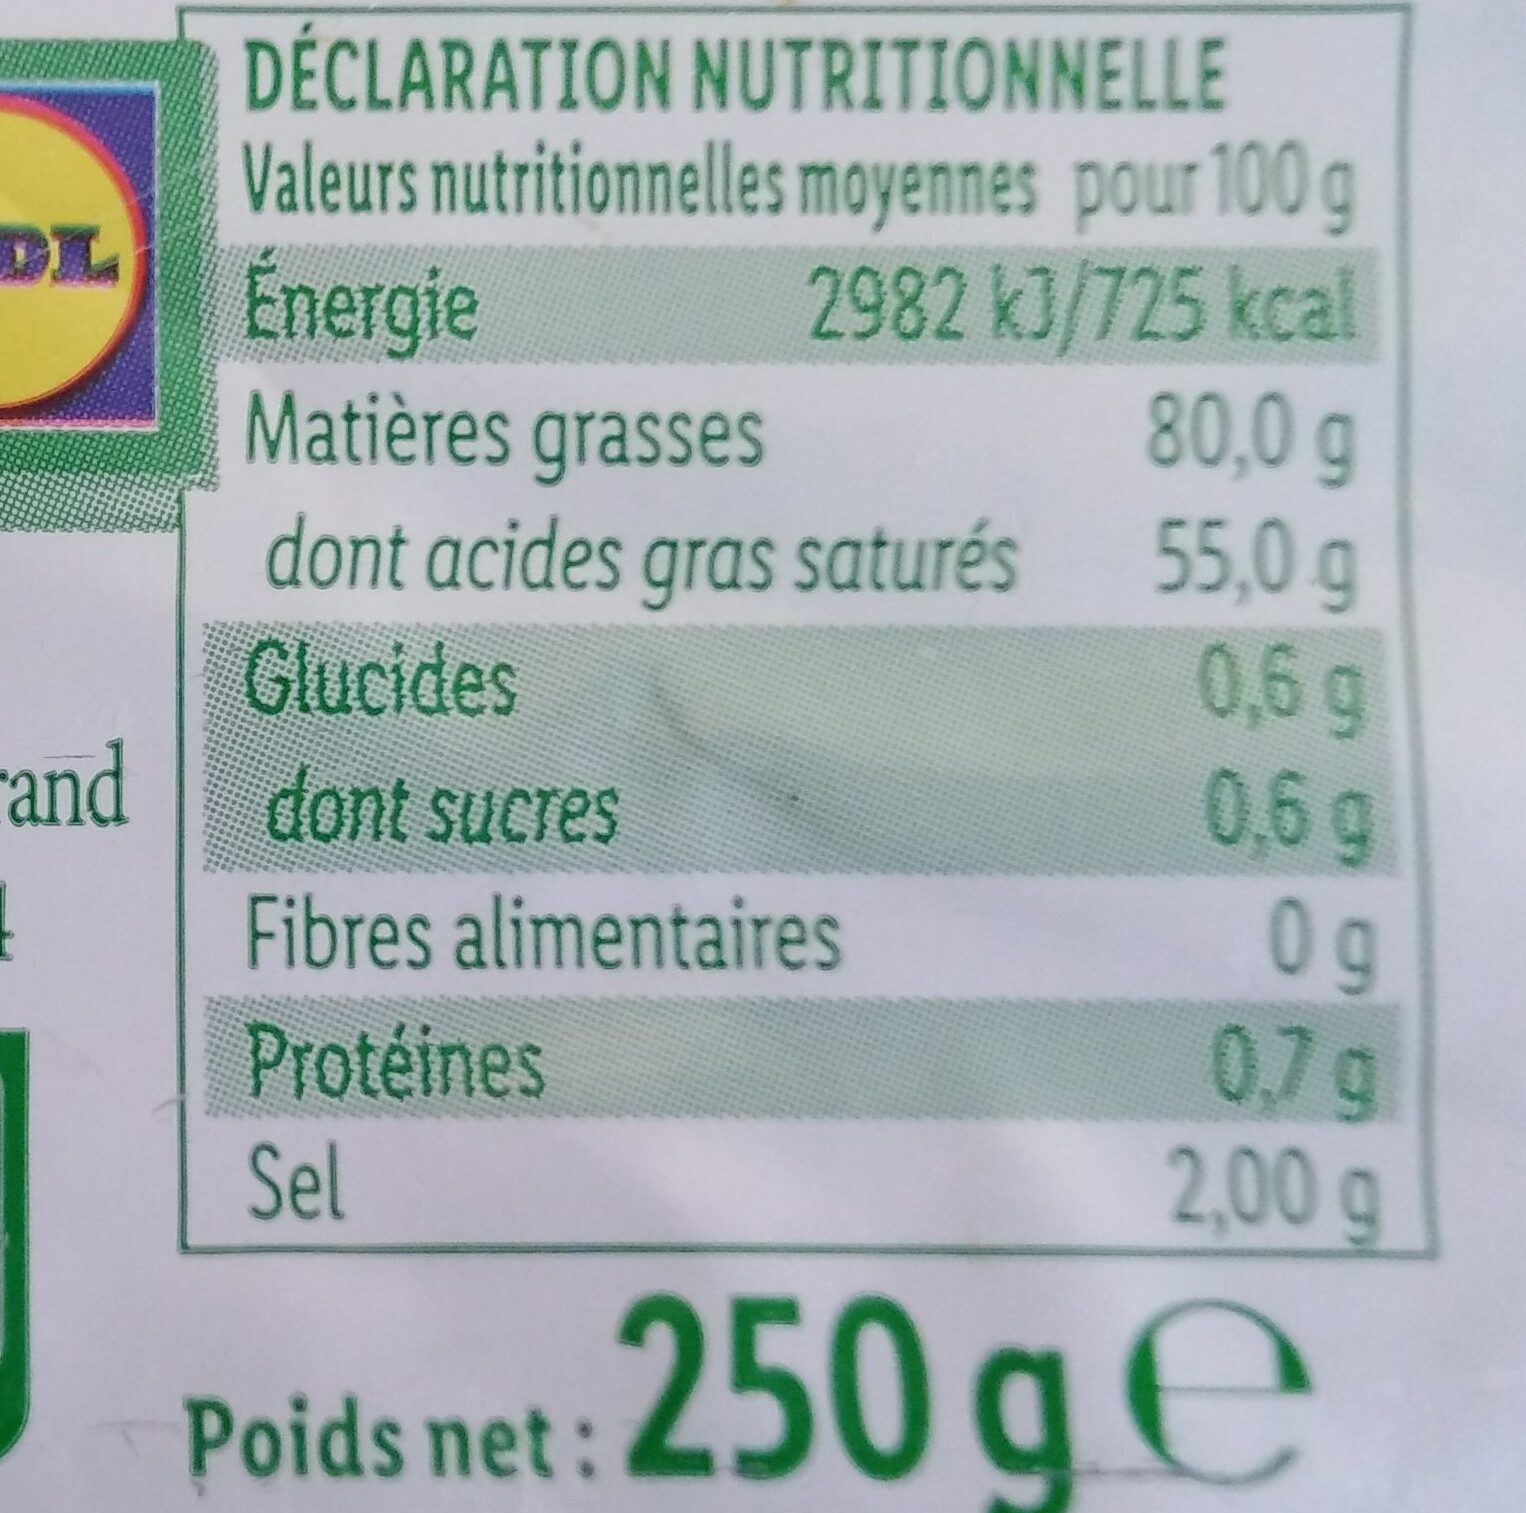 DÉCLARATION NUTRITIONNELLE
Valeurs nutritionnelles moyennes pour 100 g
Énergie 2982 kJ/725 kcal
Matières grasses 80,0 g
dont acides gras saturés 55,0 g
Glucides 0,6 g
dont sucres 0,6 g
Fibres alimentaires 0 g
Protéines 0,7 g
Sel 2,00 g
Poids net : 250 g e